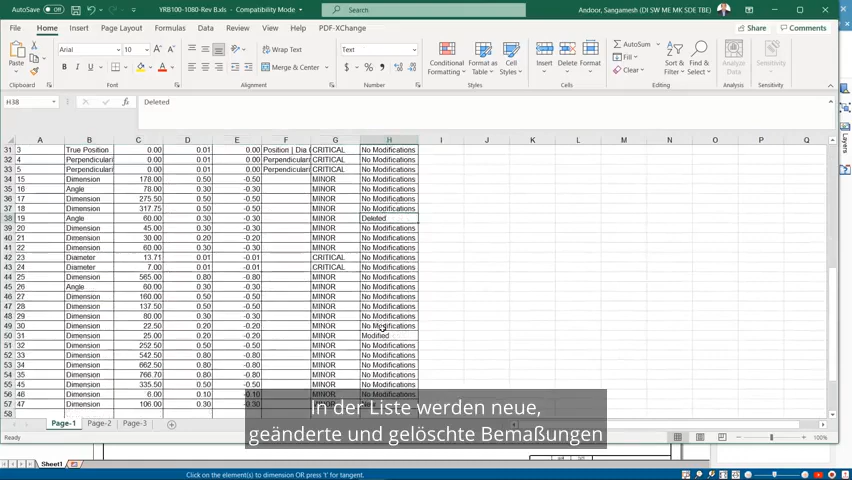 AutoSave Off YRB100-1080-Rev B.xls - Compatibility Mode Andoor, Sangamesh (DI SW ME MK SDE TBE)
File Home Insert Page Layout Formulas Data Review View Help PDF-XChange Share Comments
Paste Arial 10 Wrap Text Text Conditional Formatting Format as Table Cell Styles Insert Delete Format AutoSum Fill Clear Sort & Filter Find & Select Analyze Data Sensitivity
B I U Merge & Center $ % ,
Clipboard Font Alignment Number Styles Cells Editing Analysis Sensitivity
H38 fx Deleted
A B C D E F G H I J K L M N O P Q
31 3 True Position 0.00 0.01 0.00 Position | Dia CRITICAL No Modifications
32 4 Perpendiculari 0.00 0.01 0.00 Perpendiculari CRITICAL No Modifications
33 5 Perpendiculari 0.00 0.01 0.00 Perpendiculari CRITICAL No Modifications
34 15 Dimension 178.00 0.50 -0.50 MINOR No Modifications
35 16 Angle 78.00 0.30 -0.30 MINOR No Modifications
36 17 Dimension 275.50 0.50 -0.50 MINOR No Modifications
37 18 Dimension 317.75 0.50 -0.50 MINOR No Modifications
38 19 Angle 60.00 0.30 -0.30 MINOR Deleted
39 20 Dimension 45.00 0.30 -0.30 MINOR No Modifications
40 21 Dimension 30.00 0.20 -0.20 MINOR No Modifications
41 22 Dimension 60.00 0.30 -0.30 MINOR No Modifications
42 23 Diameter 13.71 0.01 -0.01 CRITICAL No Modifications
43 24 Diameter 7.00 0.01 -0.01 CRITICAL No Modifications
44 25 Dimension 565.00 0.80 -0.80 MINOR No Modifications
45 26 Angle 60.00 0.30 -0.30 MINOR No Modifications
46 27 Dimension 160.00 0.50 -0.50 MINOR No Modifications
47 28 Dimension 137.50 0.50 -0.50 MINOR No Modifications
48 29 Dimension 80.00 0.30 -0.30 MINOR No Modifications
49 30 Dimension 22.50 0.20 -0.20 MINOR No Modifications
50 31 Dimension 25.00 0.20 -0.20 MINOR Modified
51 32 Dimension 252.50 0.50 -0.50 MINOR No Modifications
52 33 Dimension 542.50 0.80 -0.80 MINOR No Modifications
53 34 Dimension 662.50 0.80 -0.80 MINOR No Modifications
54 35 Dimension 766.70 0.80 -0.80 MINOR No Modifications
55 45 Dimension 335.50 0.50 -0.50 MINOR No Modifications
56 46 Dimension 6.00 0.10 -0.10
57 47 Dimension 106.00 0.30 -0.30
58
In der Liste werden neue,
geänderte und gelöschte Bemaßungen
Page-1 Page-2 Page-3
Ready 100%
Sheet1
Click on the element(s) to dimension OR press 't' for tangent.
Layers